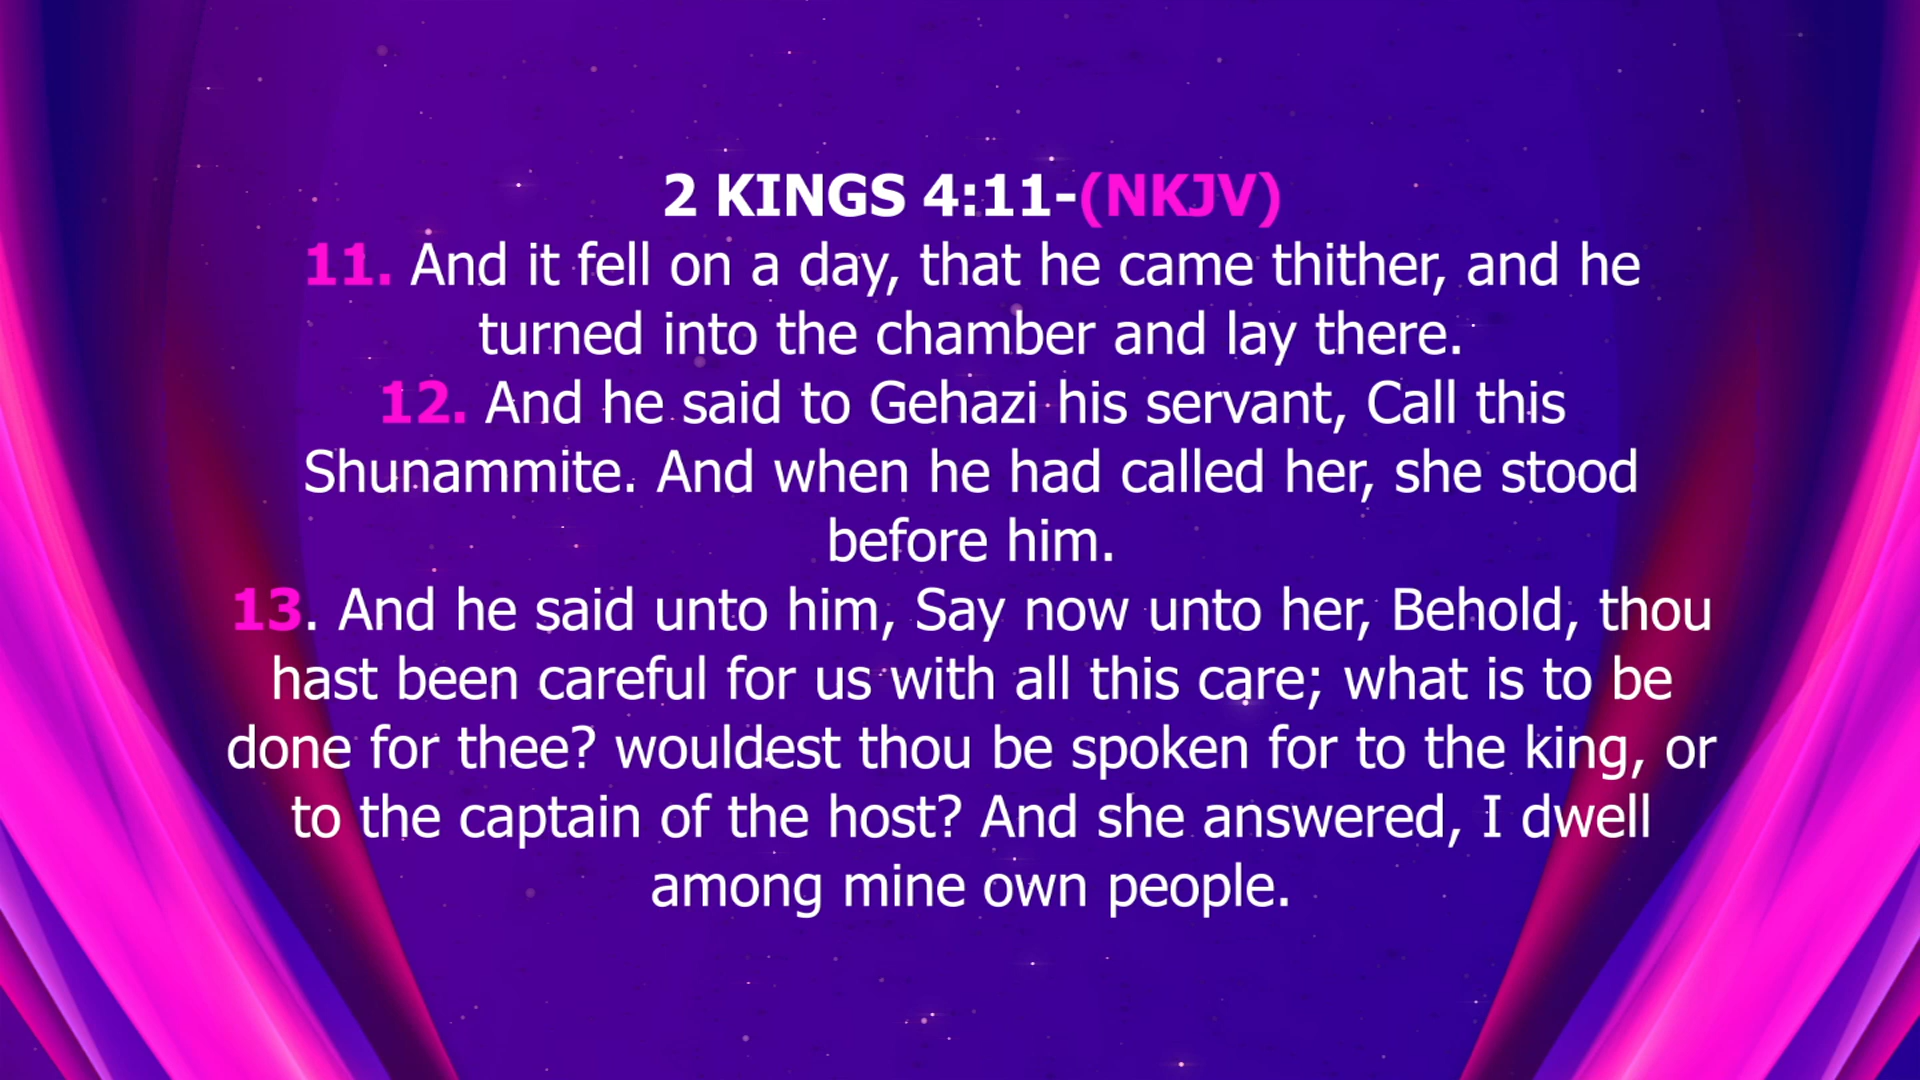 2 KINGS 4:11-(NKJV)
11. And it fell on a day, that he came thither, and he
turned into the chamber and lay there.
12. And he said to Gehazi his servant, Call this
Shunammite. And when he had called her, she stood
before him.
13. And he said unto him, Say now unto her, Behold, thou
hast been careful for us with all this care; what is to be
done for thee? wouldest thou be spoken for to the king, or
to the captain of the host? And she answered, I dwell
among mine own people.